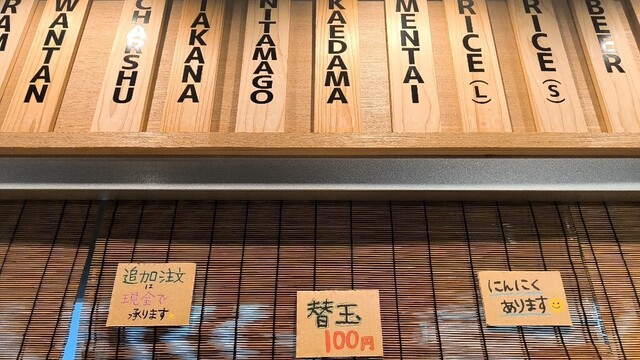 WANTAN
CHARSHU
TAKANA
NITAMAGO
KAEDAMA
MENTAI
RICE(L)
RICE(S)
BEER
追加注文
は
現金で
承ります
替玉
100円
にんにく
あります